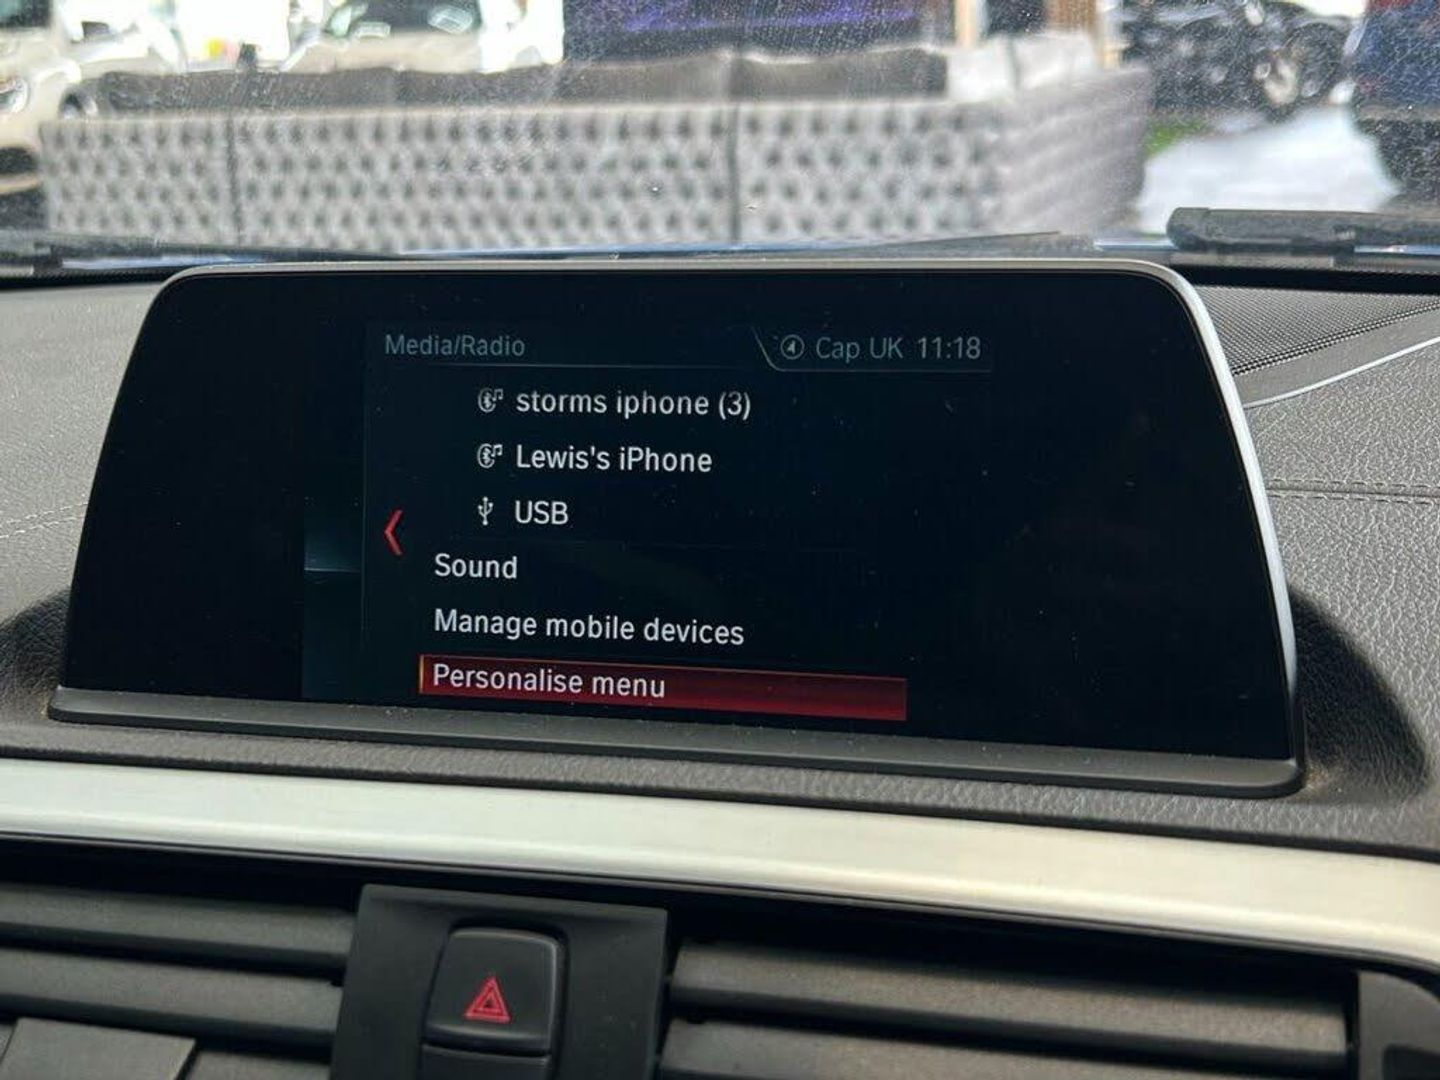 Media/Radio
Cap UK 11:18
storms iphone (3)
Lewis's iPhone
USB
Sound
Manage mobile devices
Personalise menu